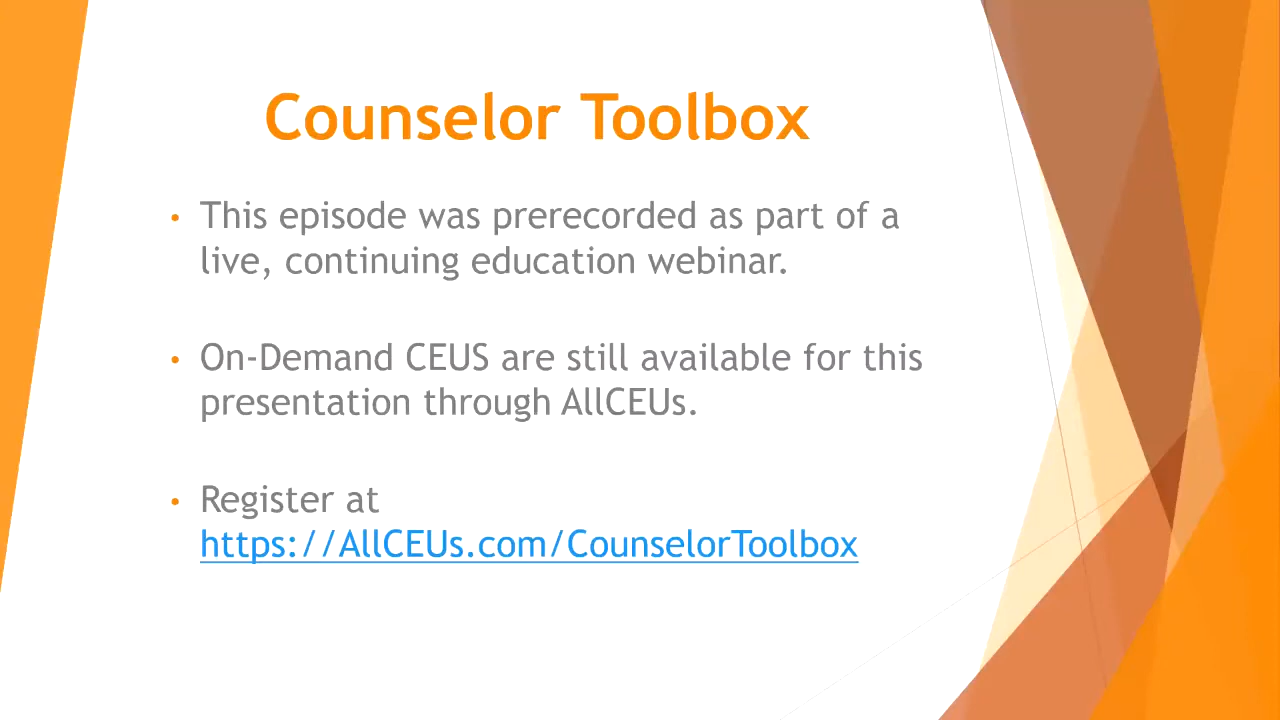 Counselor Toolbox
• This episode was prerecorded as part of a
live, continuing education webinar.
• On-Demand CEUS are still available for this
presentation through AllCEUs.
• Register at
https://AllCEUs.com/CounselorToolbox